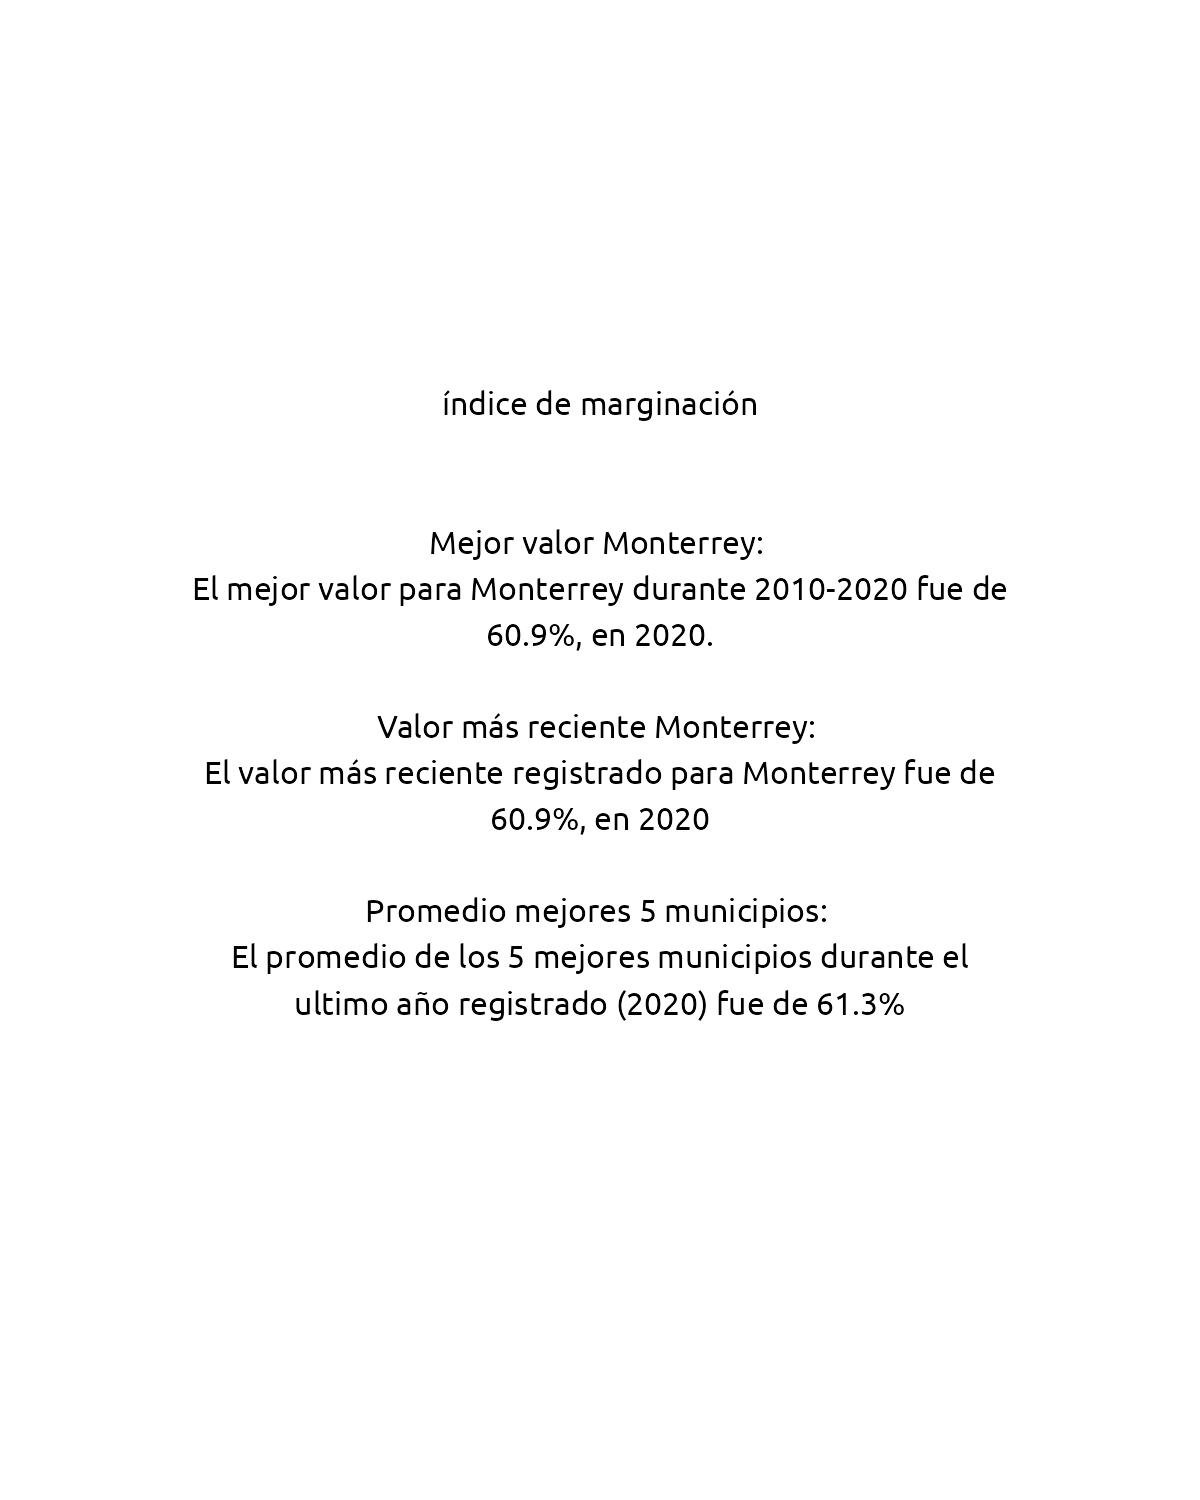 índice de marginación
Mejor valor Monterrey:
El mejor valor para Monterrey durante 2010-2020 fue de
60.9%, en 2020.
Valor más reciente Monterrey:
El valor más reciente registrado para Monterrey fue de
60.9%, en 2020
Promedio mejores 5 municipios:
El promedio de los 5 mejores municipios durante el
ultimo año registrado (2020) fue de 61.3%